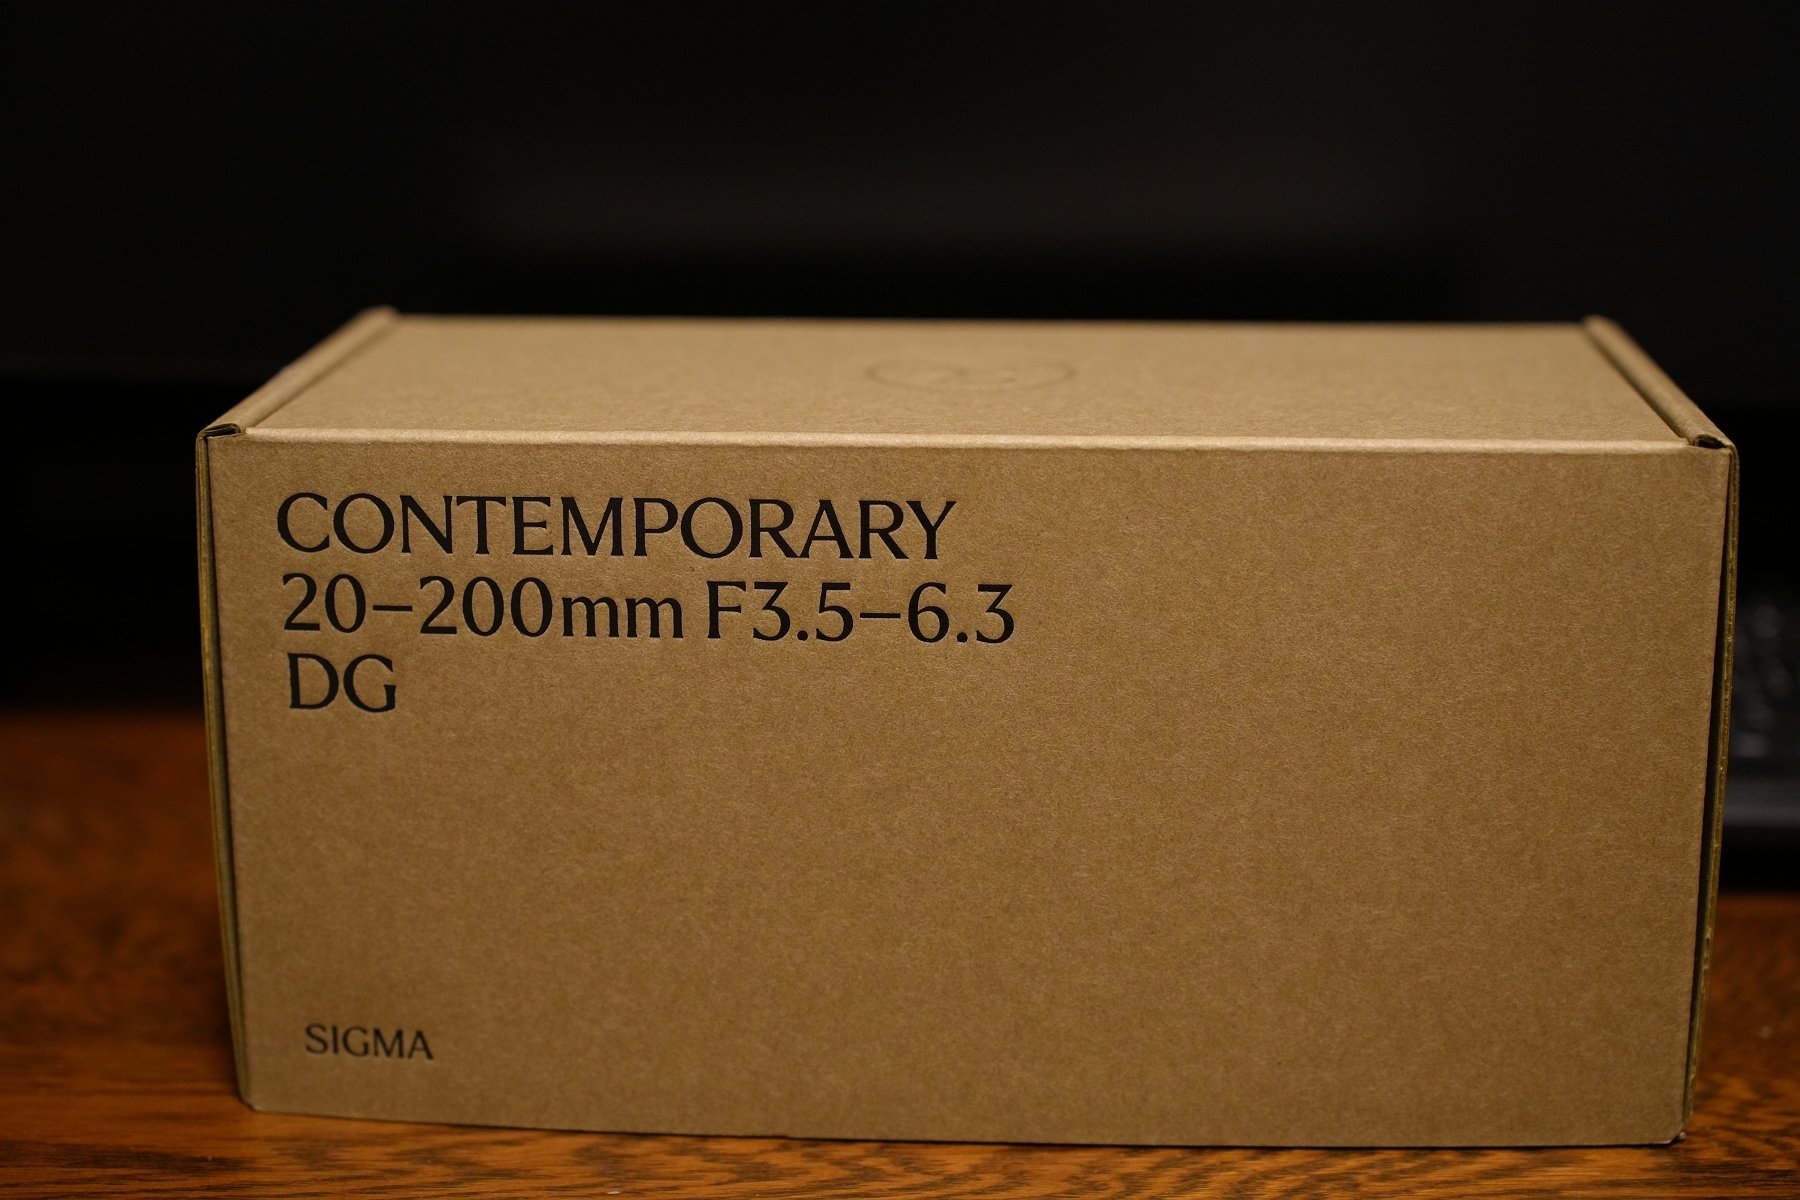 CONTEMPORARY
20–200mm F3.5–6.3
DG
SIGMA